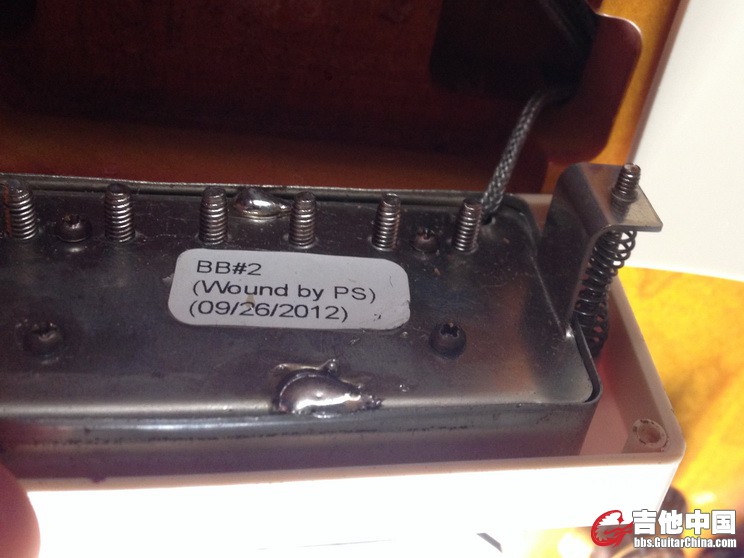 BB#2
(Wound by PS)
(09/26/2012)
吉他中国
bbs.GuitarChina.com